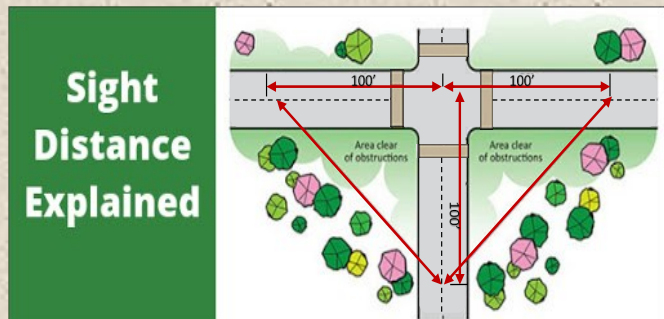 Sight
Distance
Explained
100'
100'
Area clear
of obstructions
Area clear
of obstructions
100'